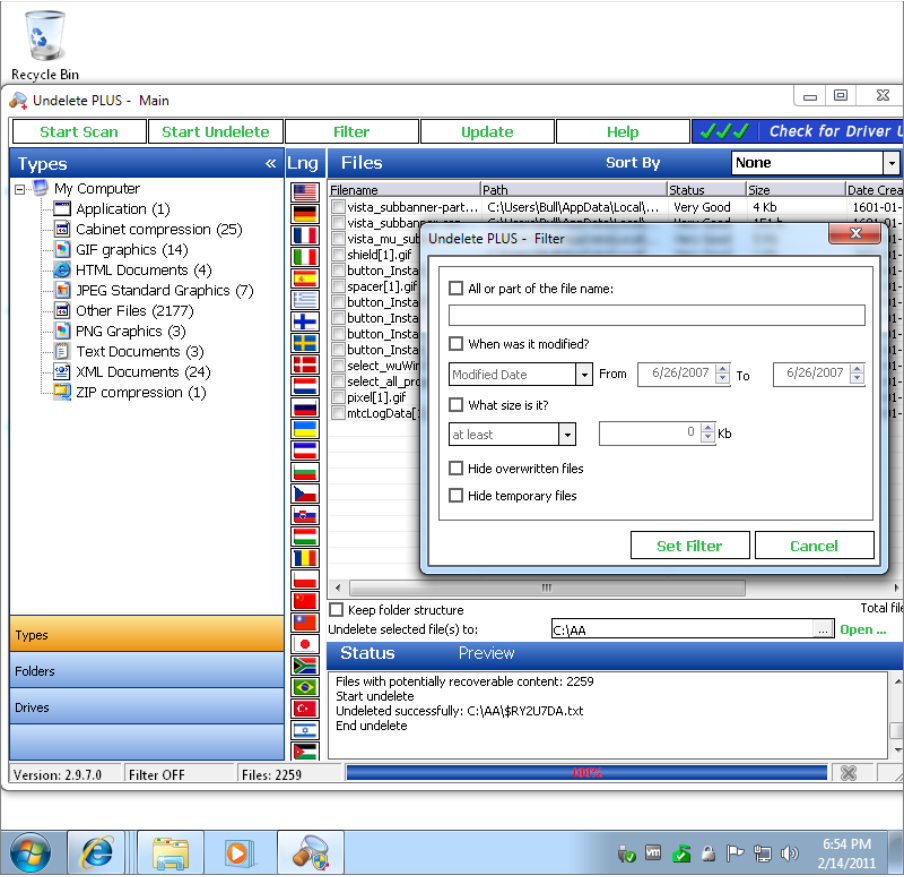 Recycle Bin
Undelete PLUS - Main
Start Scan
Start Undelete
Filter
Update
Help
Check for Driver U
Types
«
Lng
Files
Sort By
None
My Computer
Application (1)
Cabinet compression (25)
GIF graphics (14)
HTML Documents (4)
JPEG Standard Graphics (7)
Other Files (2177)
PNG Graphics (3)
Text Documents (3)
XML Documents (24)
ZIP compression (1)
Filename Path Status Size Date Crea
vista_subbanner-part... C:\Users\Bull\AppData\Local\... Very Good 4 Kb 1601-01-
vista_subbanner
vista_mu_sub
shield[1].gif
button_Insta
spacer[1].gif
button_Insta
button_Insta
button_Insta
button_Insta
select_wuWin
select_all_pro
pixel[1].gif
mtcLogData[
Undelete PLUS - Filter
All or part of the file name:
When was it modified?
Modified Date From 6/26/2007 To 6/26/2007
What size is it?
at least 0 Kb
Hide overwritten files
Hide temporary files
Set Filter
Cancel
Keep folder structure
Total file
Undelete selected file(s) to: C:\AA ... Open ...
Types
Folders
Drives
Status
Preview
Files with potentially recoverable content: 2259
Start undelete
Undeleted successfully: C:\AA\$RY2U7DA.txt
End undelete
Version: 2.9.7.0 Filter OFF Files: 2259 100%
6:54 PM
2/14/2011